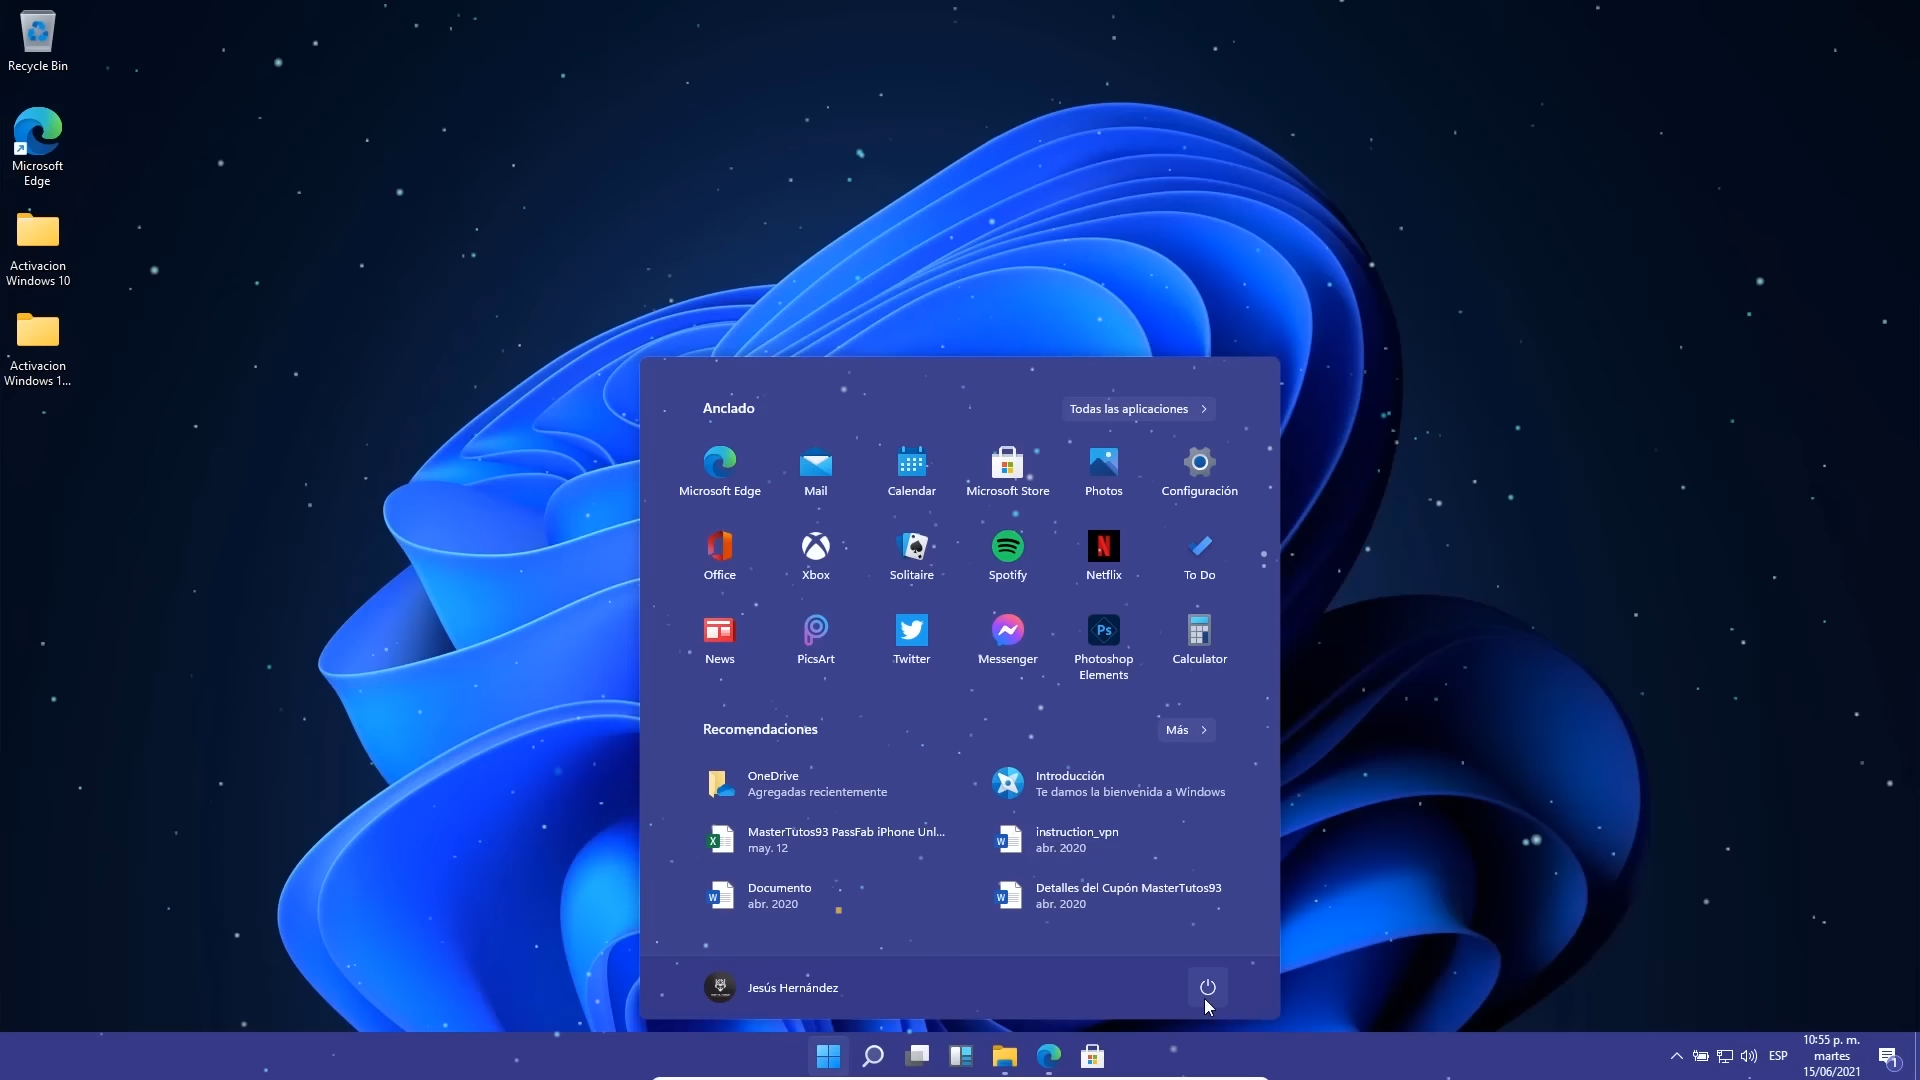 Recycle Bin
Microsoft
Edge
Activacion
Windows 10
Activacion
Windows 1...
Anclado
Todas las aplicaciones
Microsoft Edge
Mail
Calendar
Microsoft Store
Photos
Configuración
Office
Xbox
Solitaire
Spotify
Netflix
To Do
News
PicsArt
Twitter
Messenger
Ps
Photoshop
Elements
Calculator
Recomendaciones
Más
OneDrive
Agregadas recientemente
Introducción
Te damos la bienvenida a Windows
MasterTutos93 PassFab iPhone Unl...
may. 12
instruction_vpn
abr. 2020
Documento
abr. 2020
Detalles del Cupón MasterTutos93
abr. 2020
Jesús Hernández
ESP
10:55 p. m.
martes
15/06/2021
1